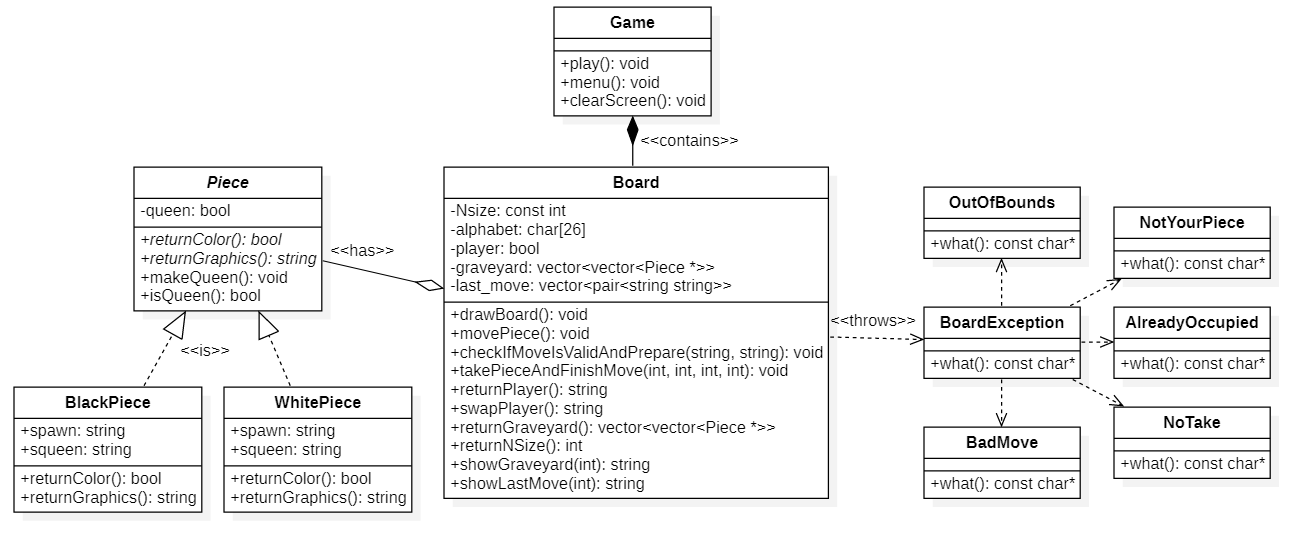 Game
+play(): void
+menu(): void
+clearScreen(): void
<<contains>>
Piece
-queen: bool
+returnColor(): bool
+returnGraphics(): string
+makeQueen(): void
+isQueen(): bool
<<has>>
<<is>>
BlackPiece
+spawn: string
+squeen: string
+returnColor(): bool
+returnGraphics(): string
WhitePiece
+spawn: string
+squeen: string
+returnColor(): bool
+returnGraphics(): string
Board
-Nsize: const int
-alphabet: char[26]
-player: bool
-graveyard: vector<vector<Piece *>>
-last_move: vector<pair<string string>>
+drawBoard(): void
+movePiece(): void
+checkIfMoveIsValidAndPrepare(string, string): void
+takePieceAndFinishMove(int, int, int, int): void
+returnPlayer(): string
+swapPlayer(): string
+returnGraveyard(): vector<vector<Piece *>>
+returnNSize(): int
+showGraveyard(int): string
+showLastMove(int): string
<<throws>>
OutOfBounds
+what(): const char*
NotYourPiece
+what(): const char*
BoardException
+what(): const char*
AlreadyOccupied
+what(): const char*
BadMove
+what(): const char*
NoTake
+what(): const char*